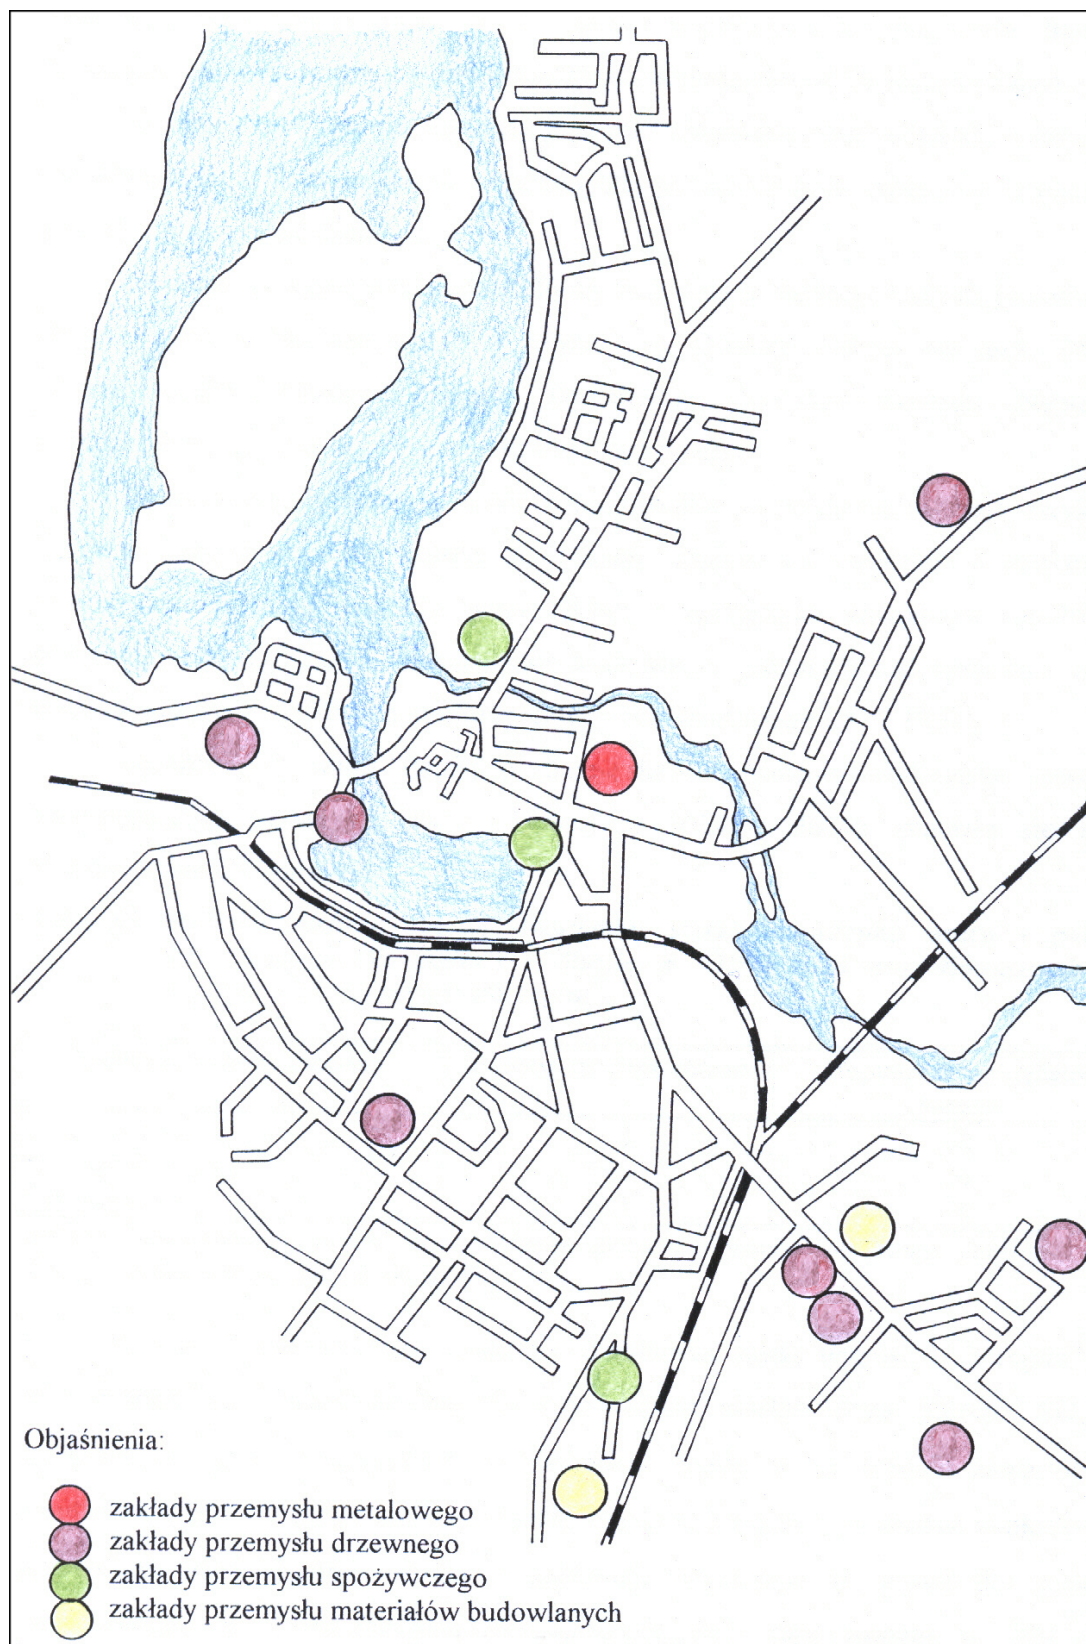 Objaśnienia:
zakłady przemysłu metalowego
zakłady przemysłu drzewnego
zakłady przemysłu spożywczego
zakłady przemysłu materiałów budowlanych